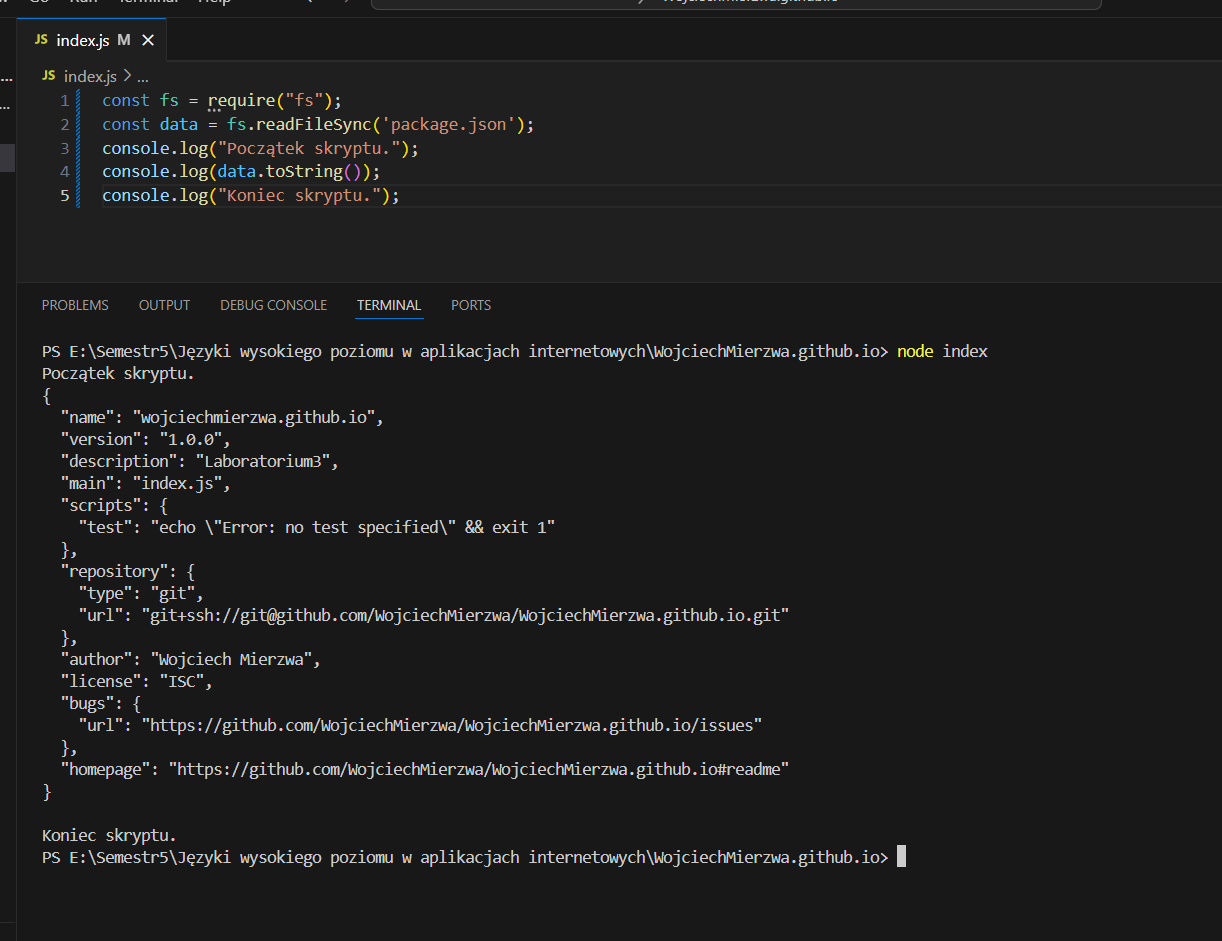 Go Run Terminal Help
JS index.js M
...
JS index.js > ...
...
1 const fs = require("fs");
2 const data = fs.readFileSync('package.json');
3 console.log("Początek skryptu.");
4 console.log(data.toString());
5 console.log("Koniec skryptu.");
PROBLEMS OUTPUT DEBUG CONSOLE TERMINAL PORTS
PS E:\Semestr5\Języki wysokiego poziomu w aplikacjach internetowych\WojciechMierzwa.github.io> node index
Początek skryptu.
{
  "name": "wojciechmierzwa.github.io",
  "version": "1.0.0",
  "description": "Laboratorium3",
  "main": "index.js",
  "scripts": {
    "test": "echo \"Error: no test specified\" && exit 1"
  },
  "repository": {
    "type": "git",
    "url": "git+ssh://git@github.com/WojciechMierzwa/WojciechMierzwa.github.io.git"
  },
  "author": "Wojciech Mierzwa",
  "license": "ISC",
  "bugs": {
    "url": "https://github.com/WojciechMierzwa/WojciechMierzwa.github.io/issues"
  },
  "homepage": "https://github.com/WojciechMierzwa/WojciechMierzwa.github.io#readme"
}
Koniec skryptu.
PS E:\Semestr5\Języki wysokiego poziomu w aplikacjach internetowych\WojciechMierzwa.github.io>